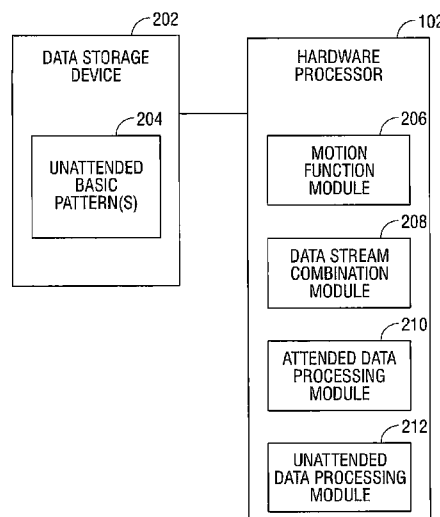 202
DATA STORAGE
DEVICE
204
UNATTENDED
BASIC
PATTERN(S)
102
HARDWARE
PROCESSOR
206
MOTION
FUNCTION
MODULE
208
DATA STREAM
COMBINATION
MODULE
210
ATTENDED DATA
PROCESSING
MODULE
212
UNATTENDED
DATA PROCESSING
MODULE